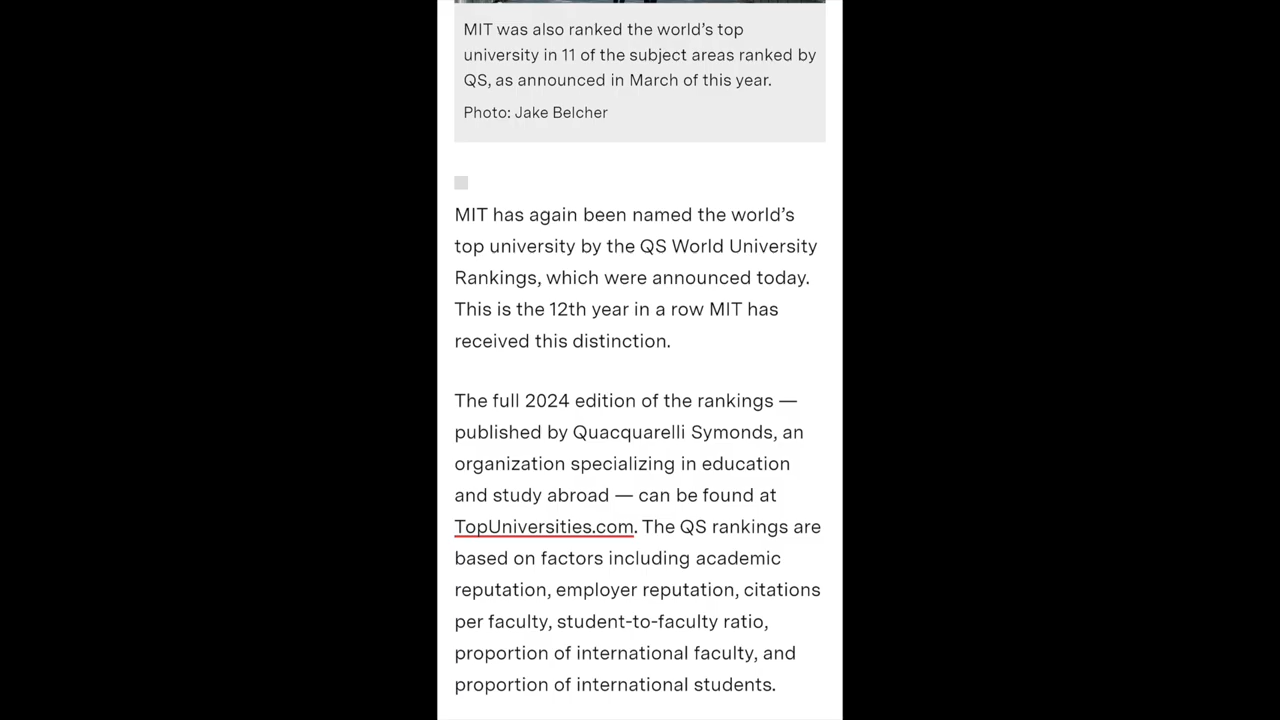 MIT was also ranked the world’s top
university in 11 of the subject areas ranked by
QS, as announced in March of this year.
Photo: Jake Belcher
MIT has again been named the world’s
top university by the QS World University
Rankings, which were announced today.
This is the 12th year in a row MIT has
received this distinction.
The full 2024 edition of the rankings —
published by Quacquarelli Symonds, an
organization specializing in education
and study abroad — can be found at
TopUniversities.com. The QS rankings are
based on factors including academic
reputation, employer reputation, citations
per faculty, student-to-faculty ratio,
proportion of international faculty, and
proportion of international students.